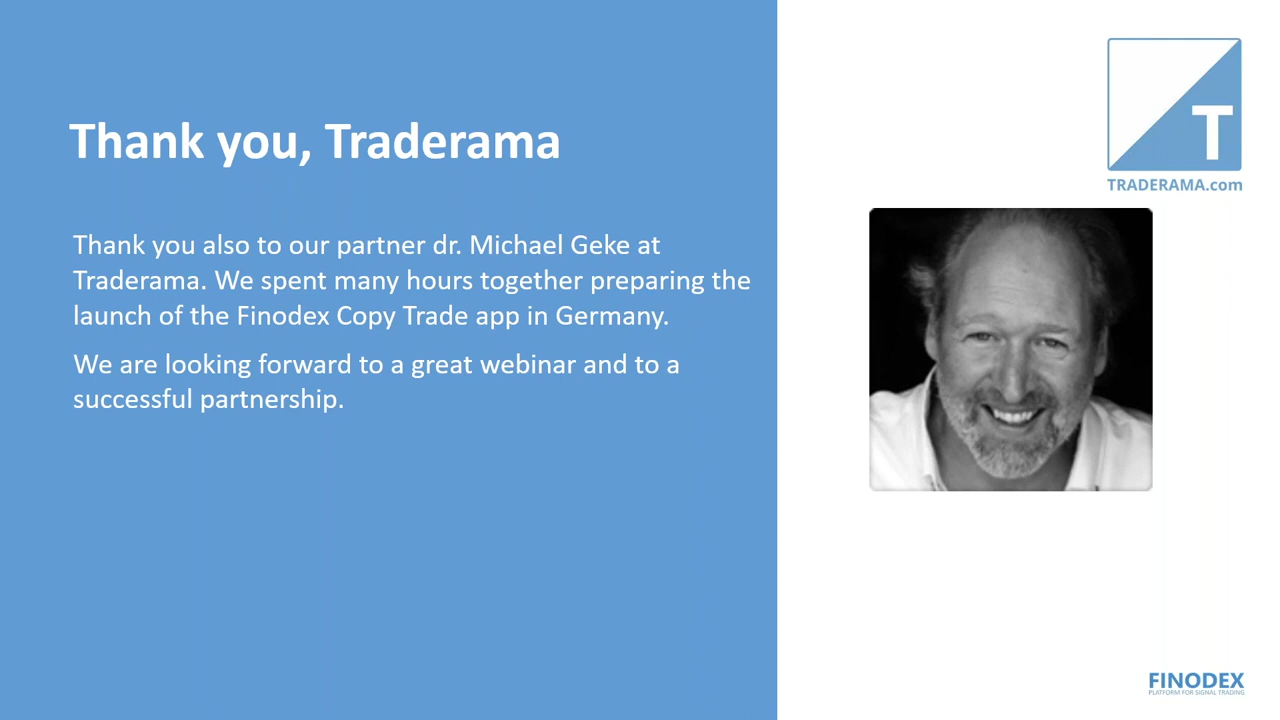 Thank you, Traderama
Thank you also to our partner dr. Michael Geke at
Traderama. We spent many hours together preparing the
launch of the Finodex Copy Trade app in Germany.
We are looking forward to a great webinar and to a
successful partnership.
T
TRADERAMA.com
FINODEX
PLATFORM FOR SIGNAL TRADING